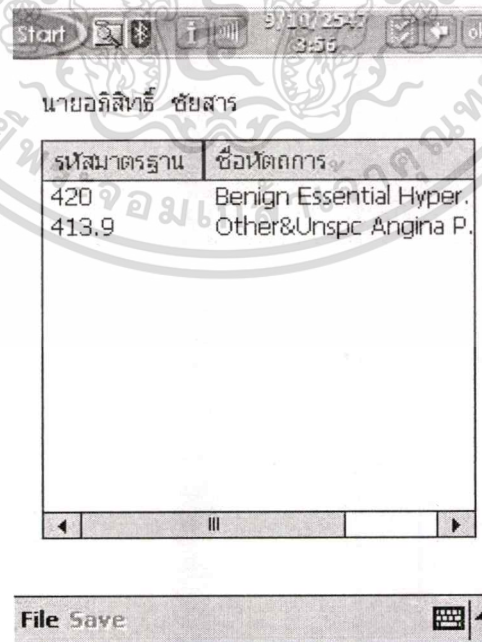 Start 9/10/2547 ok
3:56
นายอภิสิทธิ์ ชัยสาร
รหัสมาตรฐาน ชื่อหัตถการ
420 Benign Essential Hyper.
413.9 Other&Unspc Angina P.
File Save